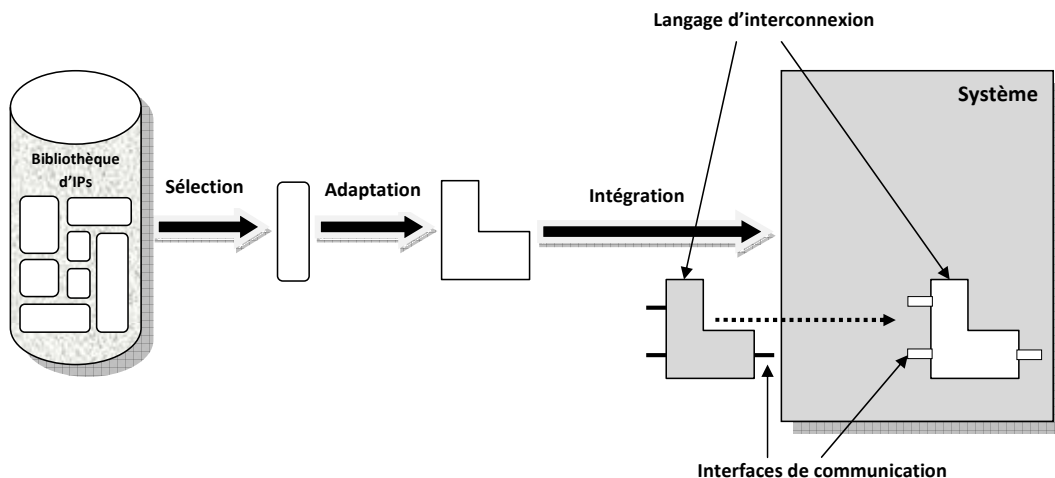 Langage d’interconnexion
Système
Bibliothèque
d’IPs
Sélection
Adaptation
Intégration
Interfaces de communication